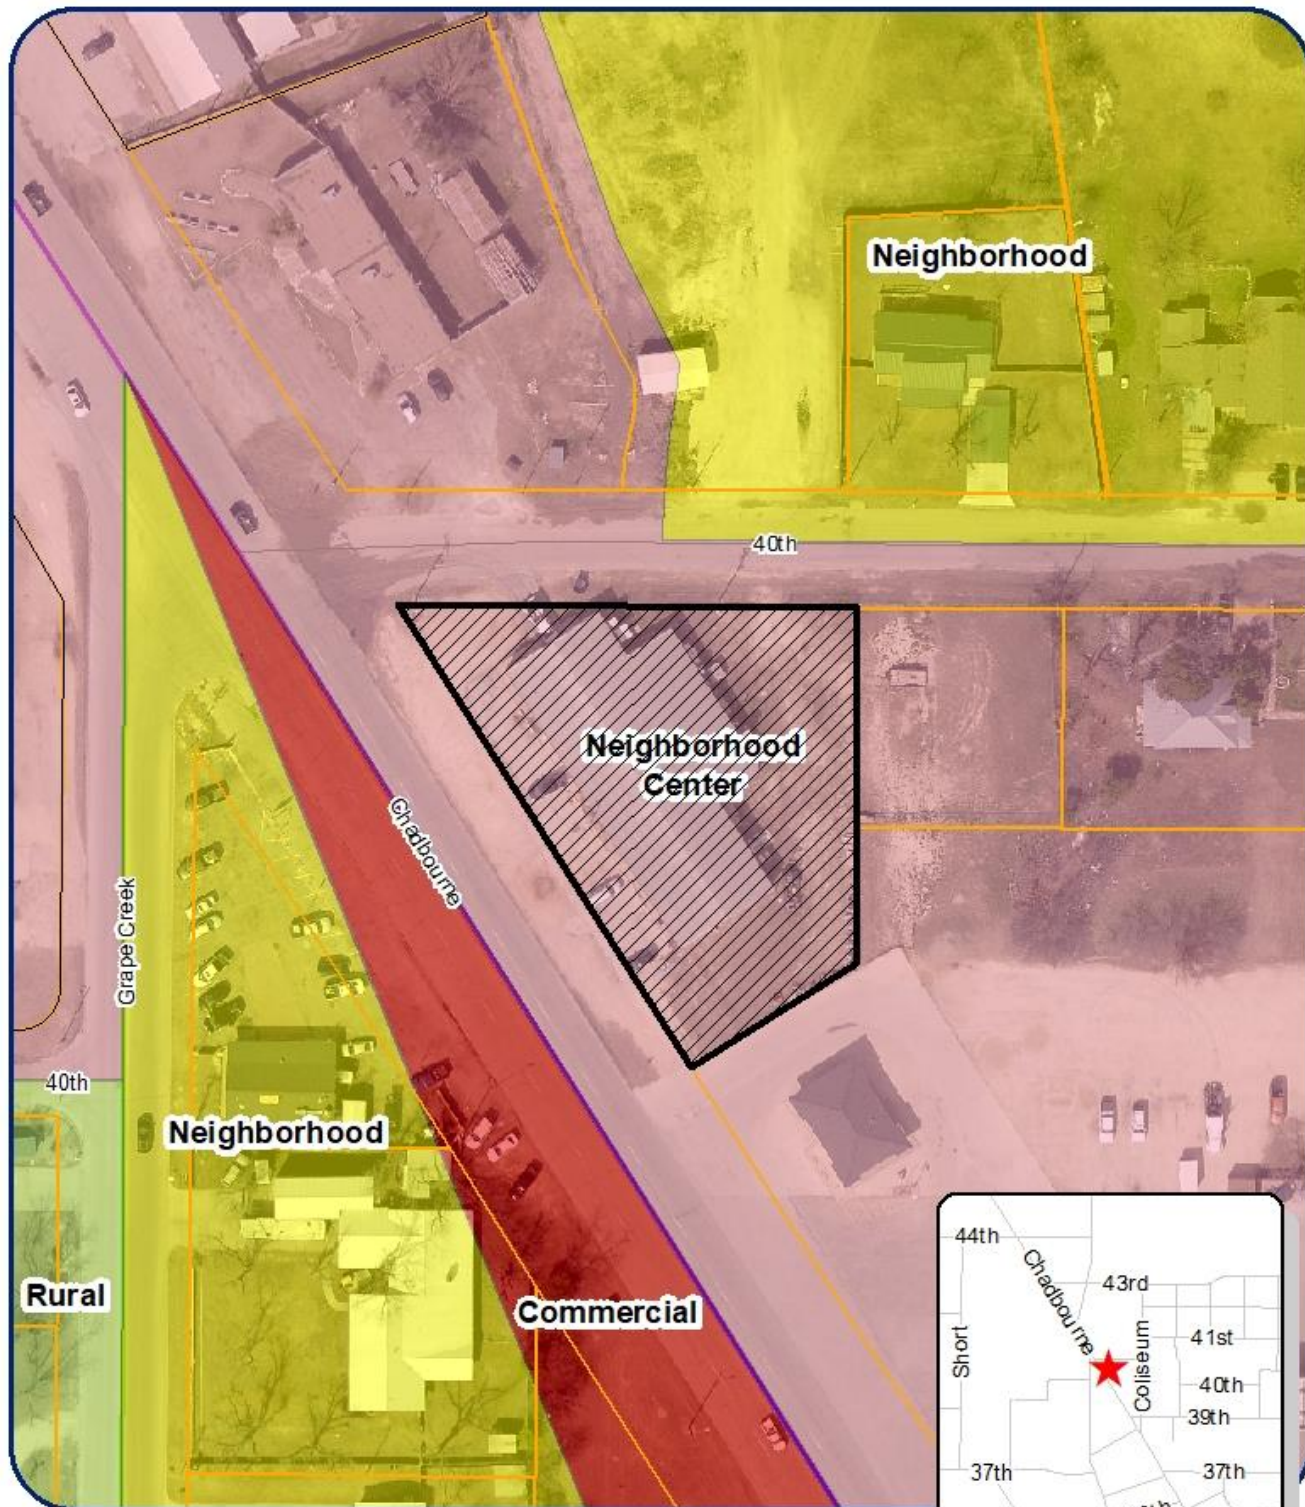 Neighborhood
40th
Neighborhood
Center
Chadbourne
Grape Creek
40th
Neighborhood
Rural
Commercial
44th
Chadbourne
43rd
Short
Coliseum
41st
40th
39th
37th
37th